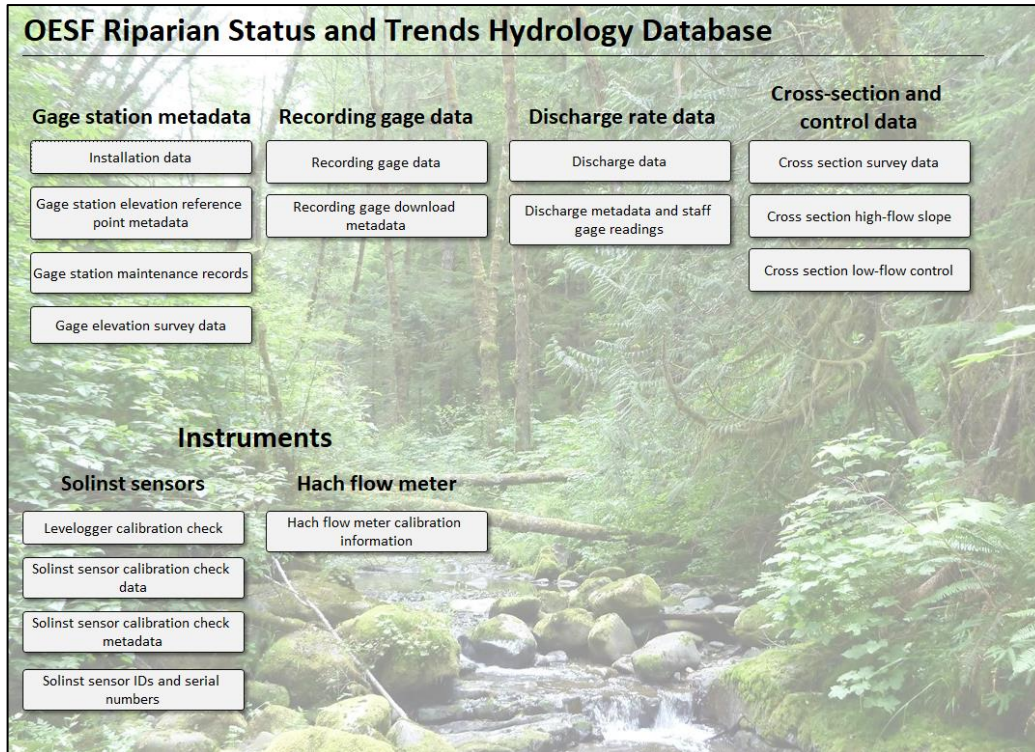 OESF Riparian Status and Trends Hydrology Database
Gage station metadata
Installation data
Gage station elevation reference
point metadata
Gage station maintenance records
Gage elevation survey data
Recording gage data
Recording gage data
Recording gage download
metadata
Discharge rate data
Discharge data
Discharge metadata and staff
gage readings
Cross-section and
control data
Cross section survey data
Cross section high-flow slope
Cross section low-flow control
Instruments
Solinst sensors
Levelogger calibration check
Solinst sensor calibration check
data
Solinst sensor calibration check
metadata
Solinst sensor IDs and serial
numbers
Hach flow meter
Hach flow meter calibration
information